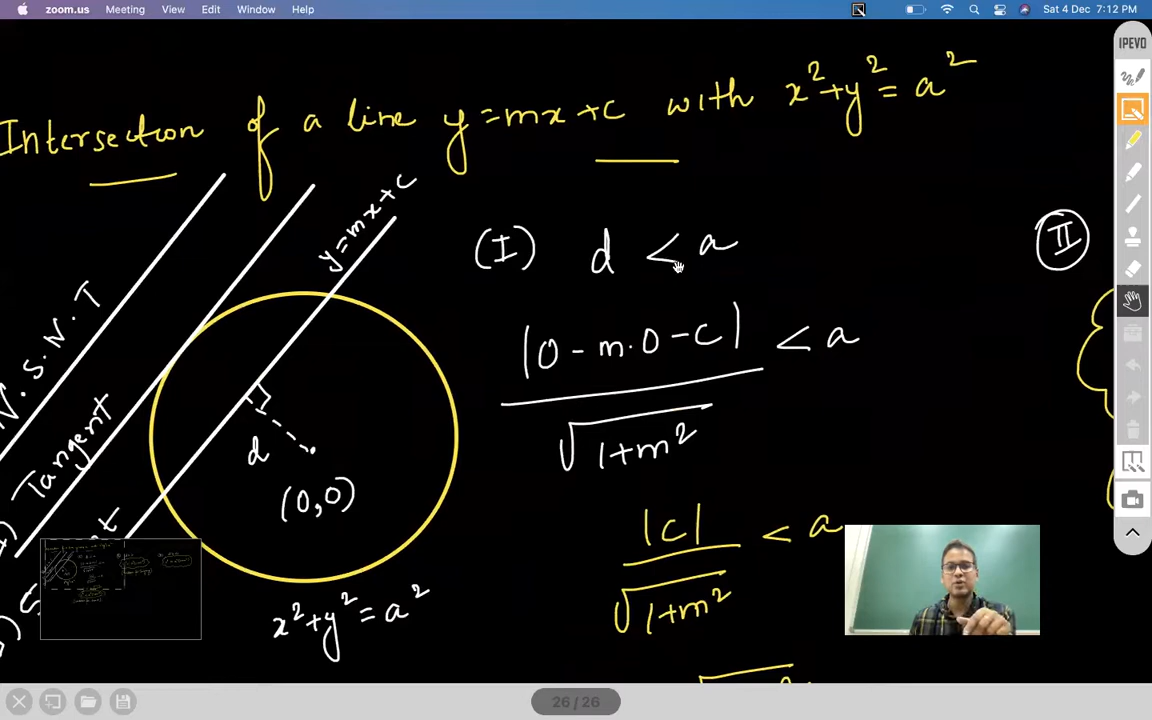 zoom.us Meeting View Edit Window Help Sat 4 Dec 7:12 PM
IPEVO
Intersection of a line y=mx+c with x²+y²=a²
y=mx+c
(I) d < a
II
|0-m·0-c| < a
√1+m²
.S.N.T
Tangent
d
(0,0)
|c| < a
√1+m²
x²+y²=a²
26/26